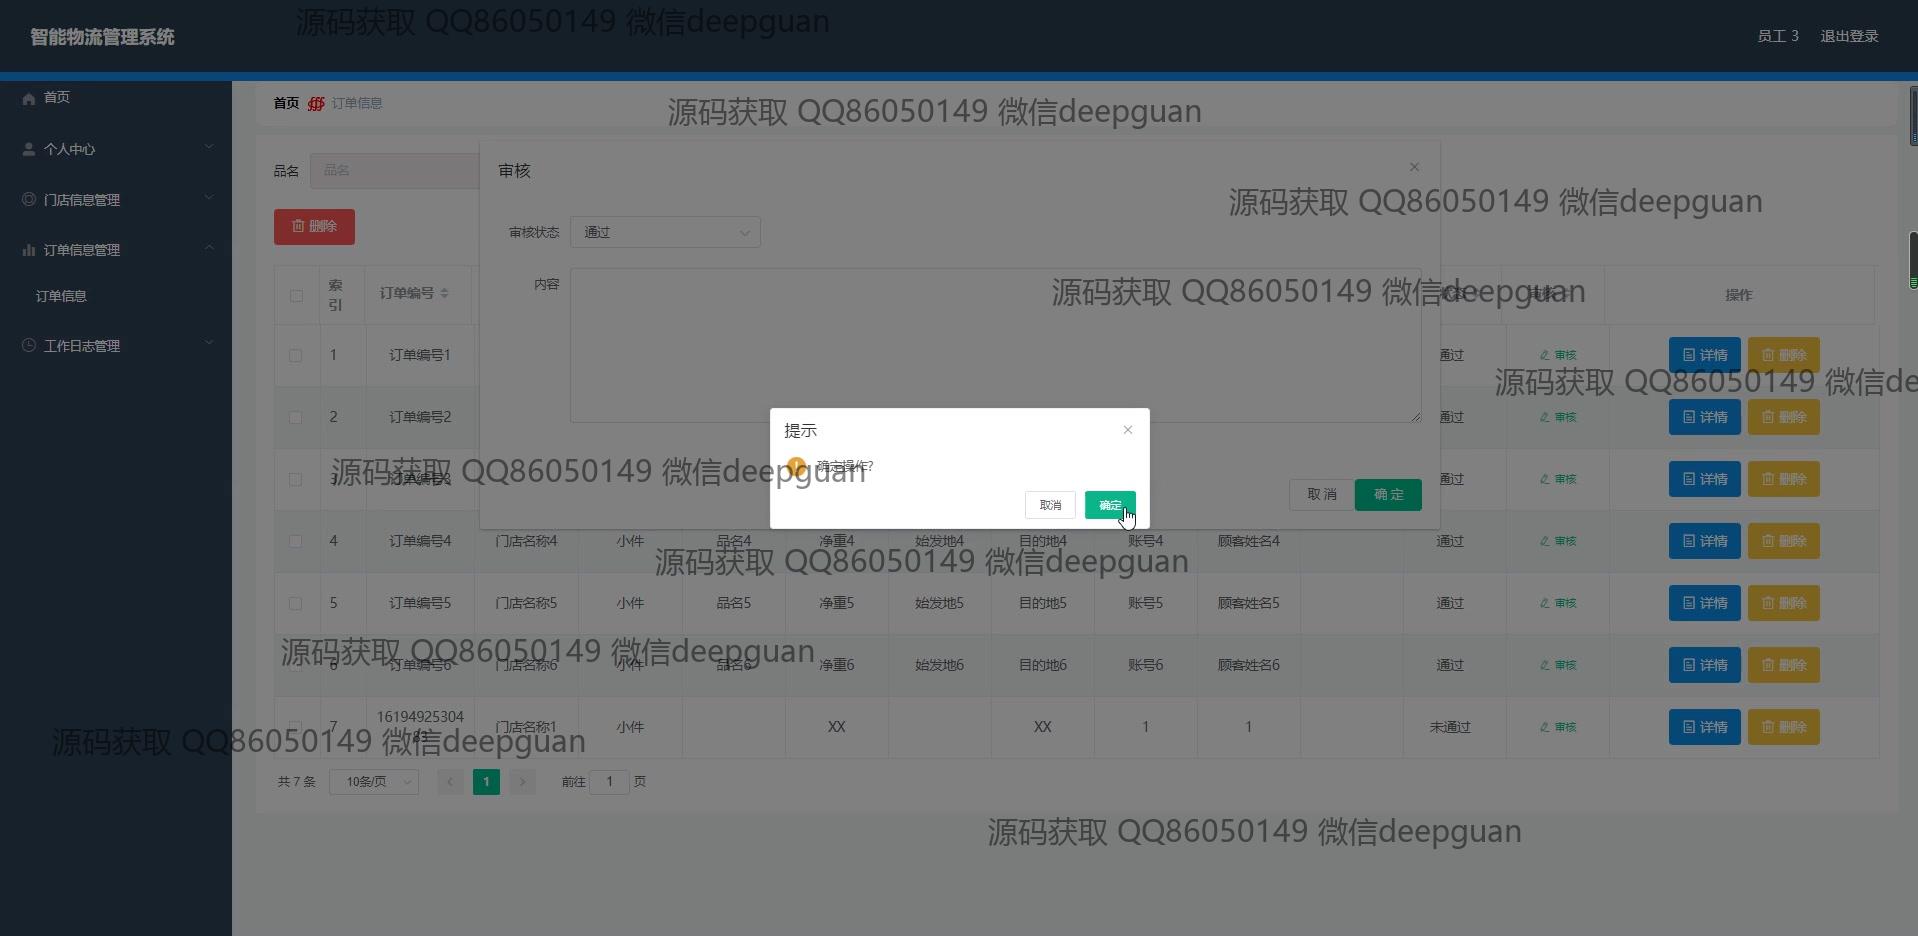 智能物流管理系统
源码获取 QQ86050149 微信deepguan
员工 3 退出登录
首页
首页 订单信息
源码获取 QQ86050149 微信deepguan
个人中心
品名 品名
审核
门店信息管理
源码获取 QQ86050149 微信deepguan
删除
审核状态 通过
订单信息管理
内容
索引 订单编号 操作
源码获取 QQ86050149 微信deepguan
订单信息
工作日志管理
1 订单编号1 通过 审核 详情 删除
源码获取 QQ86050149 微信de
2 订单编号2 通过 审核 详情 删除
提示
确定操作?
源码获取 QQ86050149 微信deepguan
3 订单编号3 通过 审核 详情 删除
取消 确定
取消 确定
4 订单编号4 门店名称4 小件 品名4 净重4 始发地4 目的地4 账号4 顾客姓名4 通过 审核 详情 删除
源码获取 QQ86050149 微信deepguan
5 订单编号5 门店名称5 小件 品名5 净重5 始发地5 目的地5 账号5 顾客姓名5 通过 审核 详情 删除
源码获取 QQ86050149 微信deepguan
6 订单编号6 门店名称6 小件 品名6 净重6 始发地6 目的地6 账号6 顾客姓名6 通过 审核 详情 删除
7 1619492530483 门店名称1 小件 XX XX 1 1 未通过 审核 详情 删除
源码获取 QQ86050149 微信deepguan
共 7 条 10条/页 1 前往 1 页
源码获取 QQ86050149 微信deepguan